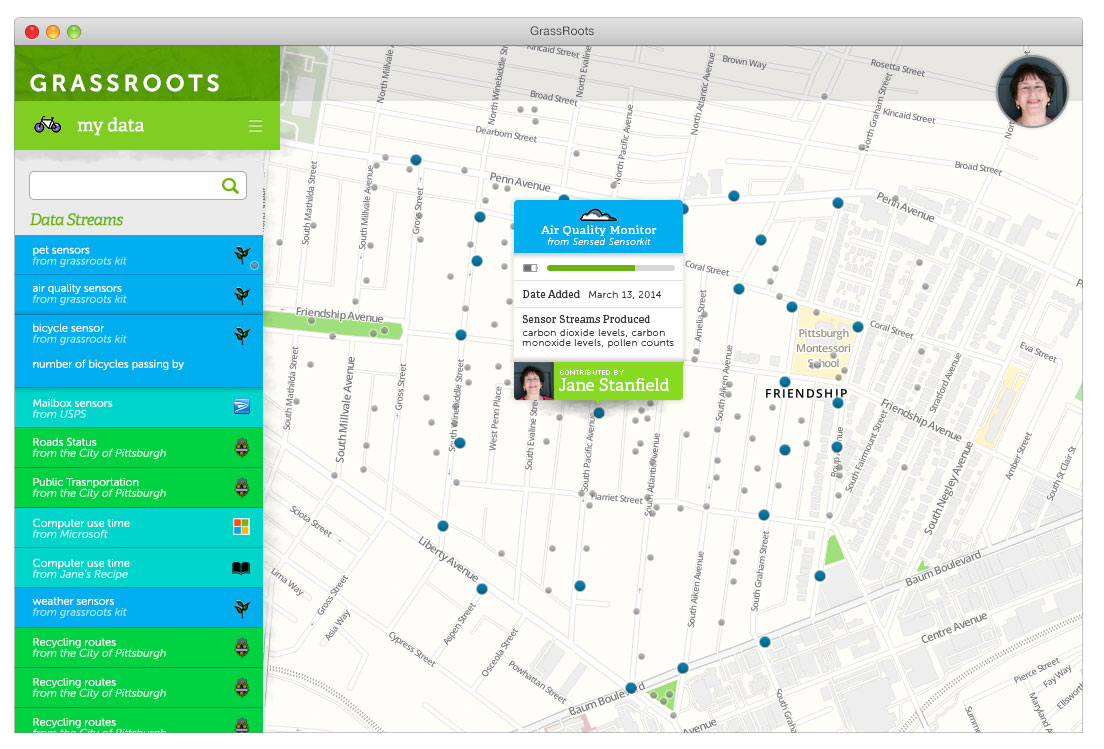 GrassRoots
GRASSROOTS
my data
Data Streams
pet sensors
from grassroots kit
air quality sensors
from grassroots kit
bicycle sensor
from grassroots kit
number of bicycles passing by
Mailbox sensors
from USPS
Roads Status
from the City of Pittsburgh
Public Trasnportation
from the City of Pittsburgh
Computer use time
from Microsoft
Computer use time
from Jane's Recipe
weather sensors
from grassroots kit
Recycling routes
from the City of Pittsburgh
Recycling routes
from the City of Pittsburgh
Recycling routes
from the City of Pittsburgh
Kincaid Street
Brown Way
Rosetta Street
North Millvale
North Winebiddle St
North Evaline
North Atlantic Avenue
North Graham Street
Broad Street
Kincaid Street
Dearborn Street
North Pacific Avenue
Broad Street
Penn Avenue
Penn Avenue
South Mathilda Street
South Millvale Avenue
Gross Street
Air Quality Monitor
from Sensed Sensorkit
Date Added March 13, 2014
Sensor Streams Produced
carbon dioxide levels, carbon
monoxide levels, pollen counts
CONTRIBUTED BY
Jane Stanfield
Coral Street
Amelia Street
Friendship Avenue
Pittsburgh
Montessori
School
Coral Street
Eva Street
FRIENDSHIP
Friendship Avenue
Stratford Avenue
South Mathilda Street
South Millvale Avenue
Gross Street
South Winebiddle Street
West Penn Place
South Evaline Stre
South Pacific Avenue
South Atlantic Avenue
South Aiken Avenue
South Fairmount Street
South Negley Avenue
Amber Street
South St Clair St
Harriet Street
Sciota Street
Liberty Avenue
South Aiken Avenue
South Graham Street
Baum Boulevard
Lima Way
Gross Street
Asia Way
Cypress Street
Aspen Street
Osceola Street
Powhattan Street
Centre Avenue
Baum Boulevard
Avenue
South Gra
Pierce Street
Fay Way
Maryland
Ellswor